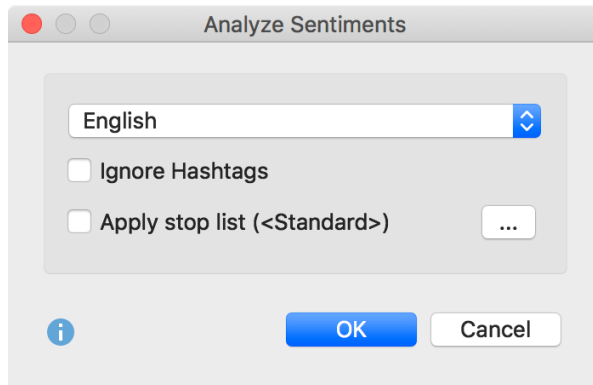 Analyze Sentiments
English
Ignore Hashtags
Apply stop list (<Standard>) ...
i
OK Cancel